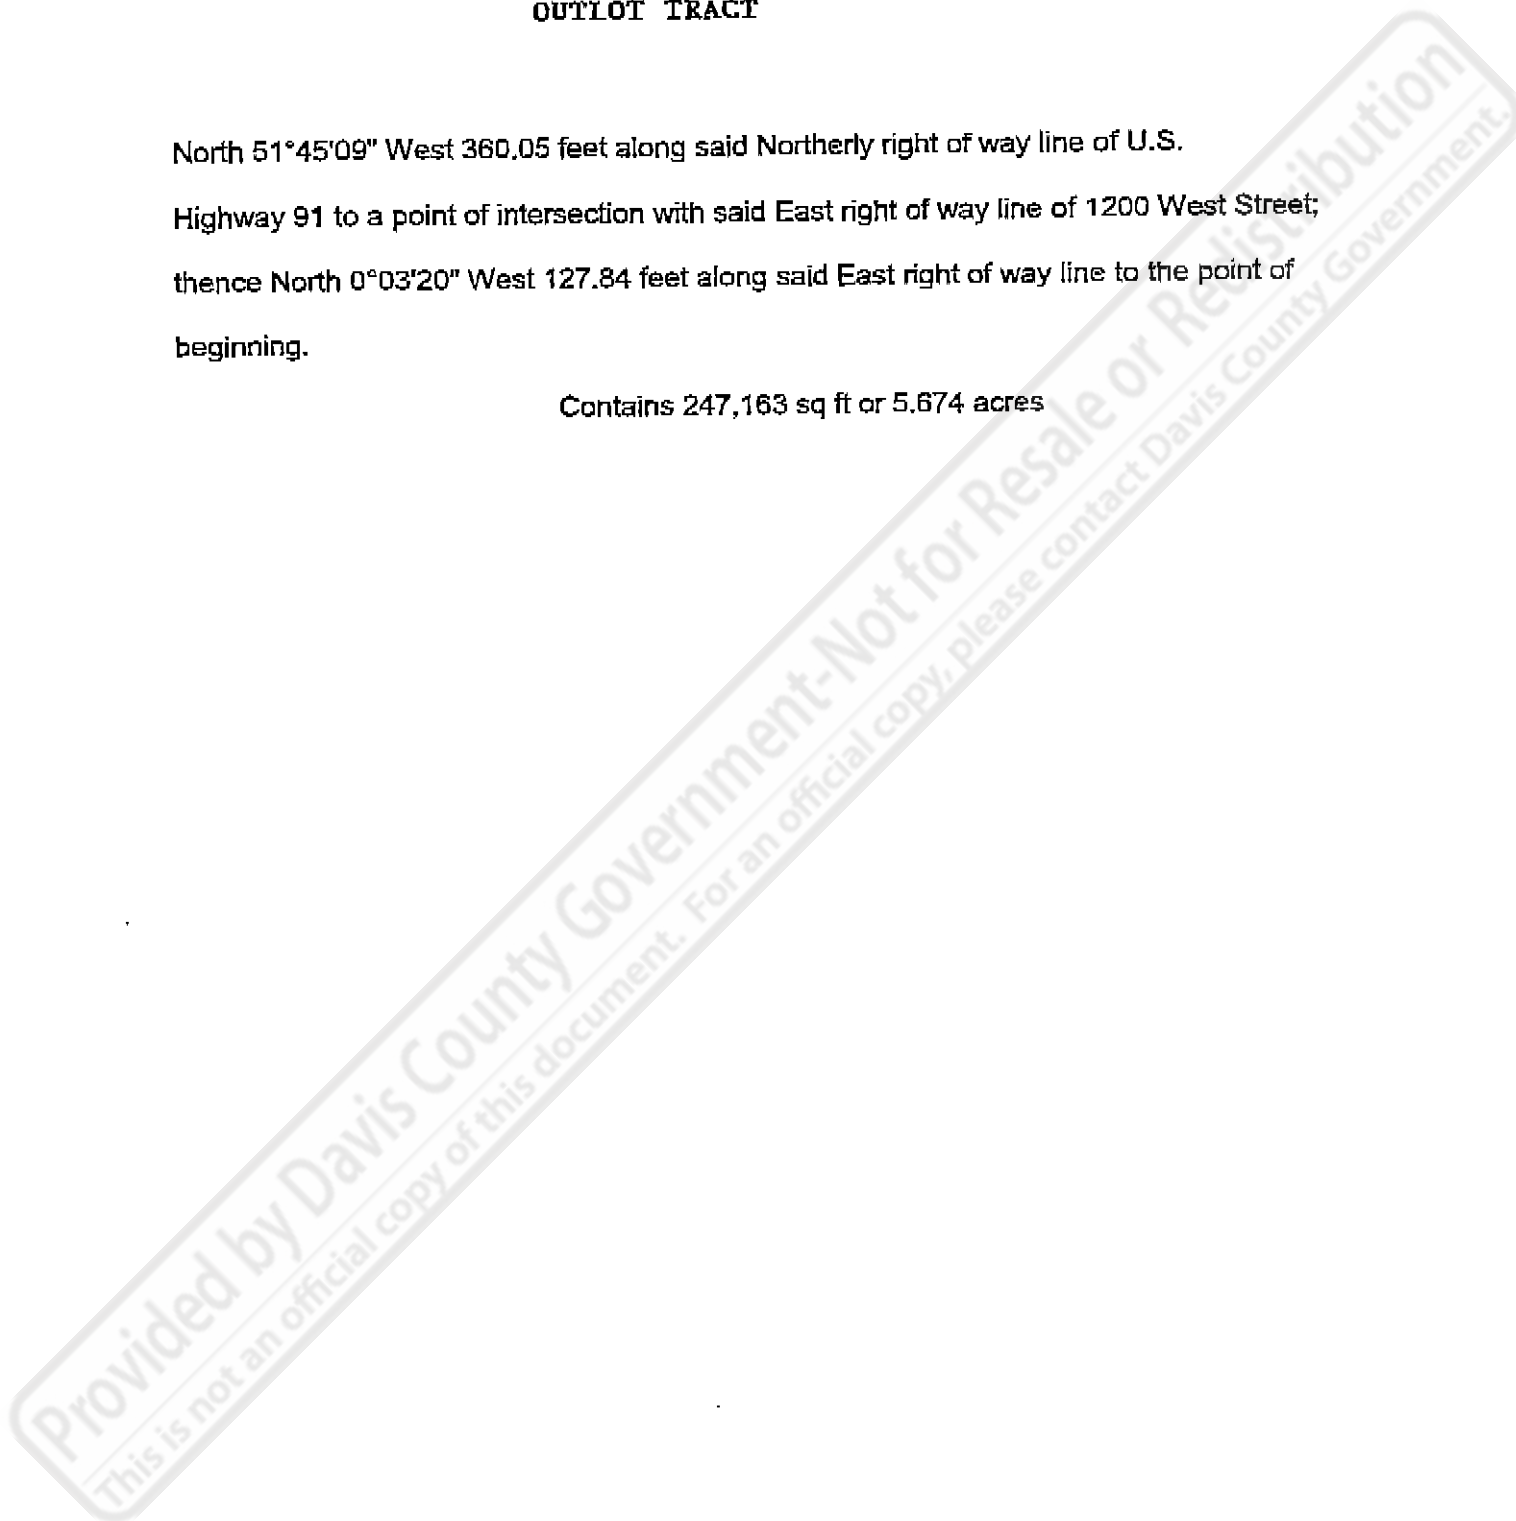 OUTLOT TRACT
North 51°45'09" West 360.05 feet along said Northerly right of way line of U.S.
Highway 91 to a point of intersection with said East right of way line of 1200 West Street;
thence North 0°03'20" West 127.84 feet along said East right of way line to the point of
beginning.
Contains 247,163 sq ft or 5.674 acres
Provided by Davis County Government-Not for Resale or Redistribution
This is not an official copy of this document. For an official copy, please contact Davis County Government.